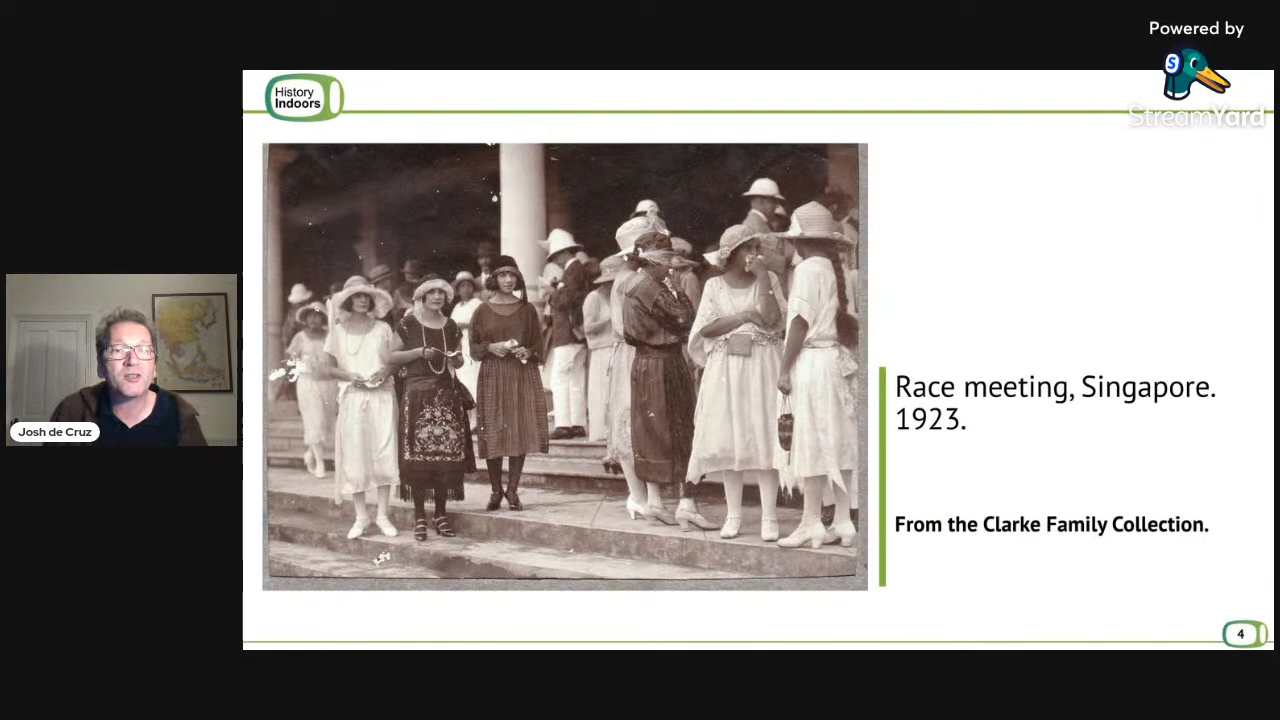 Powered by
S
StreamYard
History
Indoors
Josh de Cruz
Race meeting, Singapore.
1923.
From the Clarke Family Collection.
4